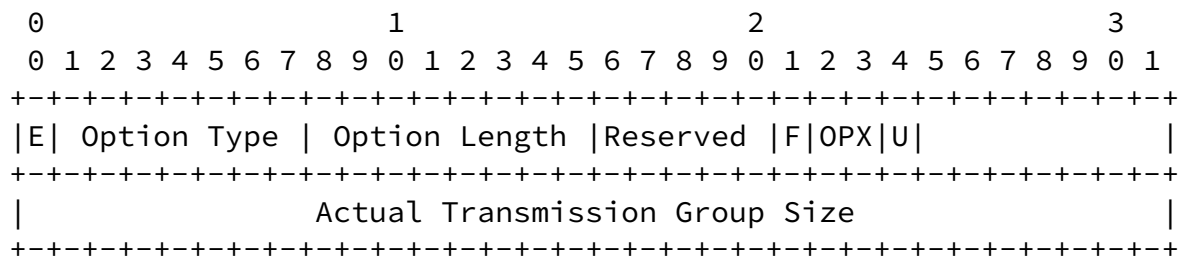 0                   1                   2                   3
 0 1 2 3 4 5 6 7 8 9 0 1 2 3 4 5 6 7 8 9 0 1 2 3 4 5 6 7 8 9 0 1
+-+-+-+-+-+-+-+-+-+-+-+-+-+-+-+-+-+-+-+-+-+-+-+-+-+-+-+-+-+-+-+-+
|E| Option Type | Option Length |Reserved |F|OPX|U|             |
+-+-+-+-+-+-+-+-+-+-+-+-+-+-+-+-+-+-+-+-+-+-+-+-+-+-+-+-+-+-+-+-+
|                Actual Transmission Group Size                 |
+-+-+-+-+-+-+-+-+-+-+-+-+-+-+-+-+-+-+-+-+-+-+-+-+-+-+-+-+-+-+-+-+